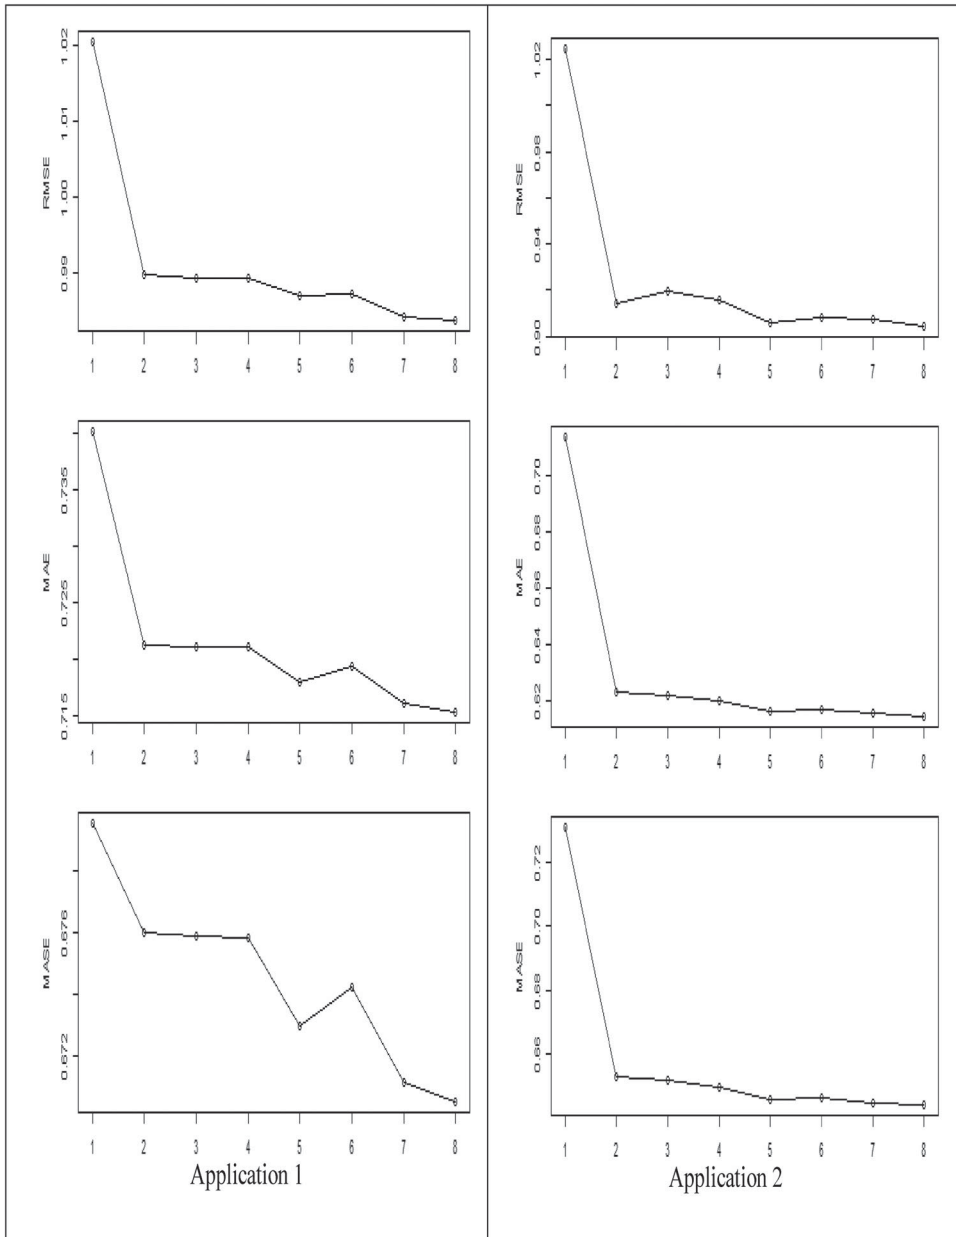 RMSE
1.02
1.01
1.00
0.99
1 2 3 4 5 6 7 8
MAE
0.735
0.725
0.715
1 2 3 4 5 6 7 8
MASE
0.676
0.672
1 2 3 4 5 6 7 8
Application 1
RMSE
1.02
0.98
0.94
0.90
1 2 3 4 5 6 7 8
MAE
0.70
0.68
0.66
0.64
0.62
1 2 3 4 5 6 7 8
MASE
0.72
0.70
0.68
0.66
1 2 3 4 5 6 7 8
Application 2